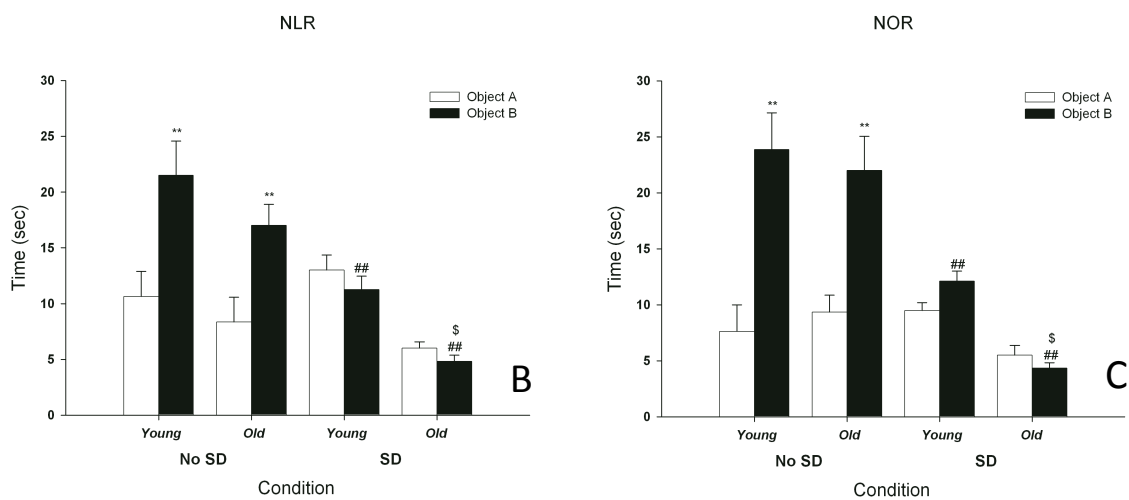 NLR
30
25
20
15
10
5
0
Time (sec)
Object A
Object B
**
**
##
$
##
B
Young Old Young Old
No SD SD
Condition
NOR
30
25
20
15
10
5
0
Time (sec)
Object A
Object B
**
**
##
$
##
C
Young Old Young Old
No SD SD
Condition